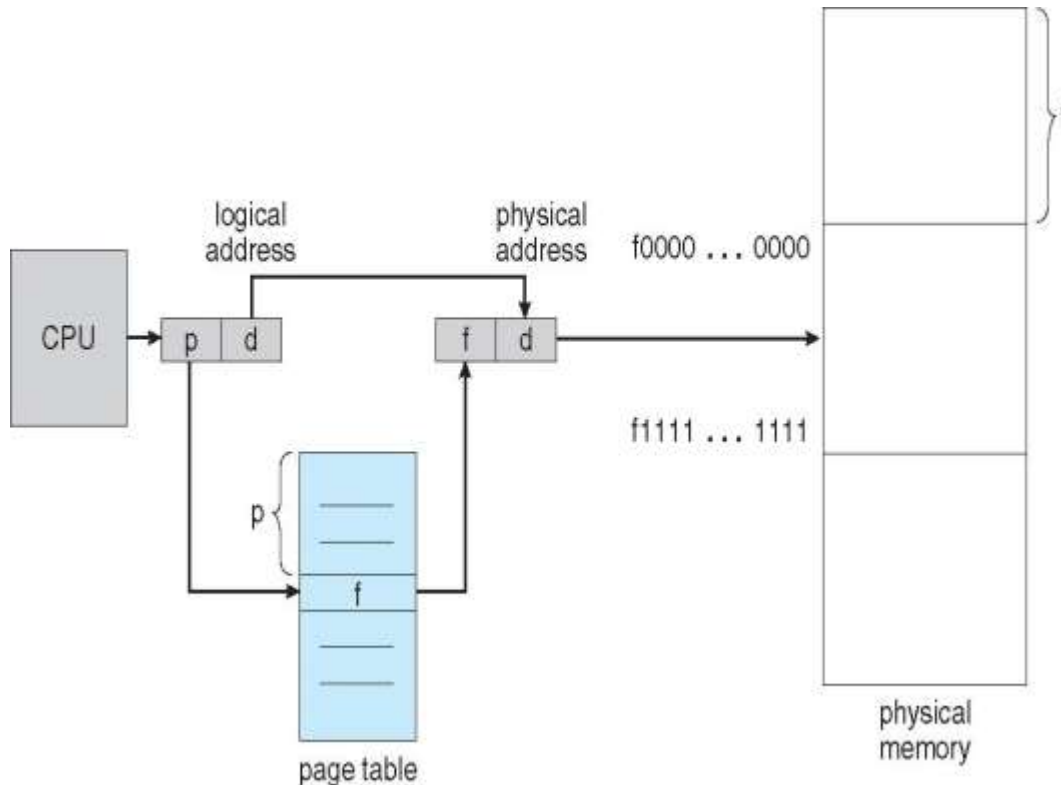 logical
address
physical
address
f0000 ... 0000
CPU
p
d
f
d
f1111 ... 1111
p
f
page table
physical
memory